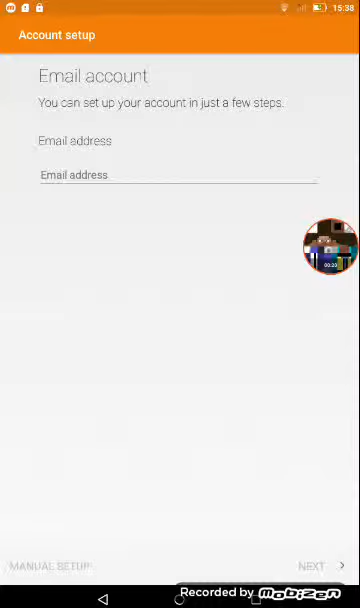 15:38
Account setup
Email account
You can set up your account in just a few steps.
Email address
Email address
00:23
MANUAL SETUP
NEXT
Recorded by mobizen